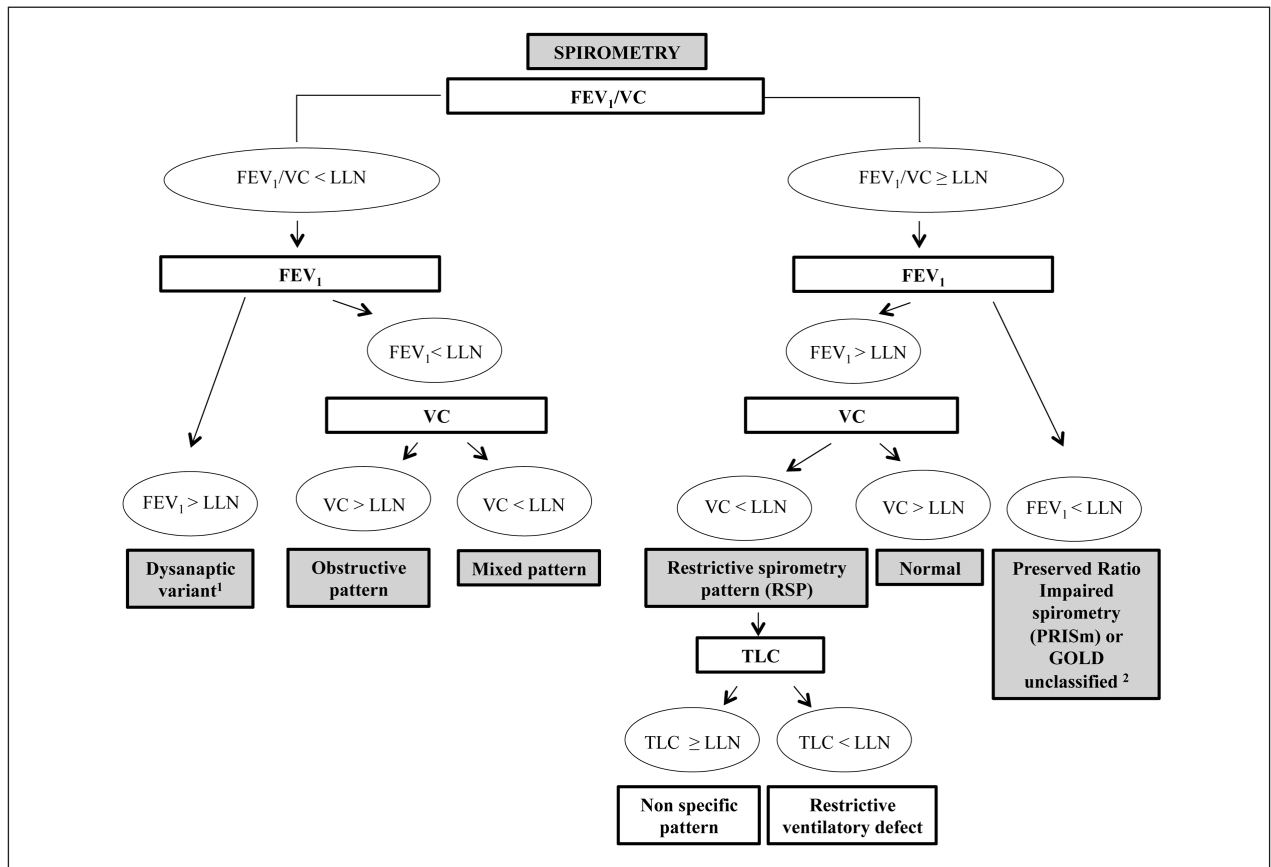 SPIROMETRY
FEV₁/VC
FEV₁/VC < LLN
FEV₁/VC ≥ LLN
FEV₁
FEV₁
FEV₁< LLN
FEV₁> LLN
VC
VC
FEV₁> LLN
VC > LLN
VC < LLN
VC < LLN
VC > LLN
FEV₁< LLN
Dysanaptic
variant¹
Obstructive
pattern
Mixed pattern
Restrictive spirometry
pattern (RSP)
Normal
Preserved Ratio
Impaired
spirometry
(PRISm) or
GOLD
unclassified ²
TLC
TLC ≥ LLN
TLC < LLN
Non specific
pattern
Restrictive
ventilatory defect